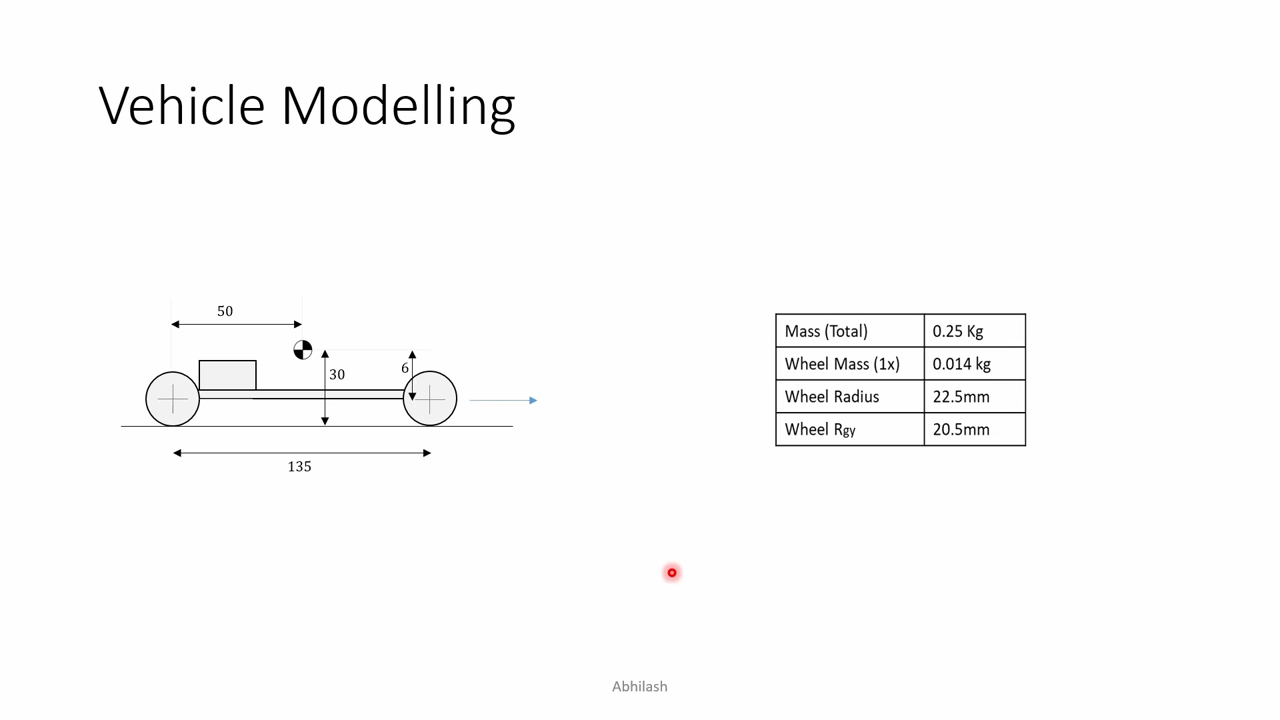 Vehicle Modelling
50
30
6
135
Mass (Total) 0.25 Kg
Wheel Mass (1x) 0.014 kg
Wheel Radius 22.5mm
Wheel Rgy 20.5mm
Abhilash